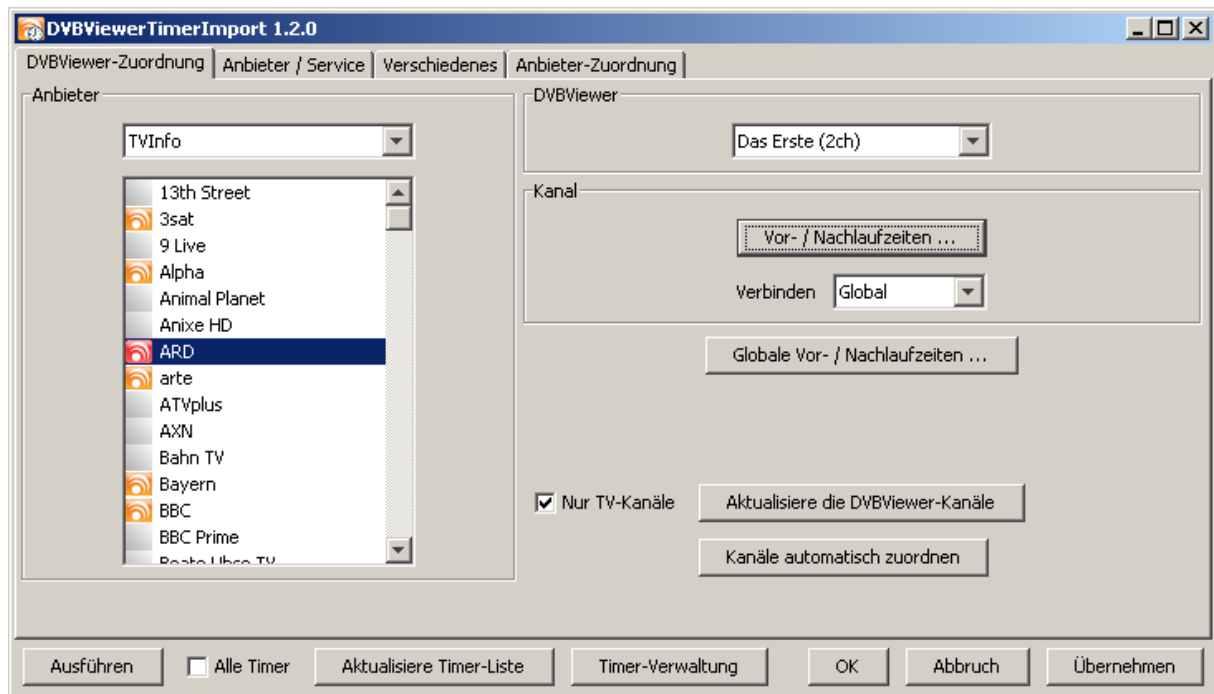 DVBViewerTimerImport 1.2.0
DVBViewer-Zuordnung Anbieter / Service Verschiedenes Anbieter-Zuordnung
Anbieter
TVInfo
13th Street
3sat
9 Live
Alpha
Animal Planet
Anixe HD
ARD
arte
ATVplus
AXN
Bahn TV
Bayern
BBC
BBC Prime
Beate Uhse TV
DVBViewer
Das Erste (2ch)
Kanal
Vor- / Nachlaufzeiten ...
Verbinden Global
Globale Vor- / Nachlaufzeiten ...
Nur TV-Kanäle Aktualisiere die DVBViewer-Kanäle
Kanäle automatisch zuordnen
Ausführen Alle Timer Aktualisiere Timer-Liste Timer-Verwaltung OK Abbruch Übernehmen